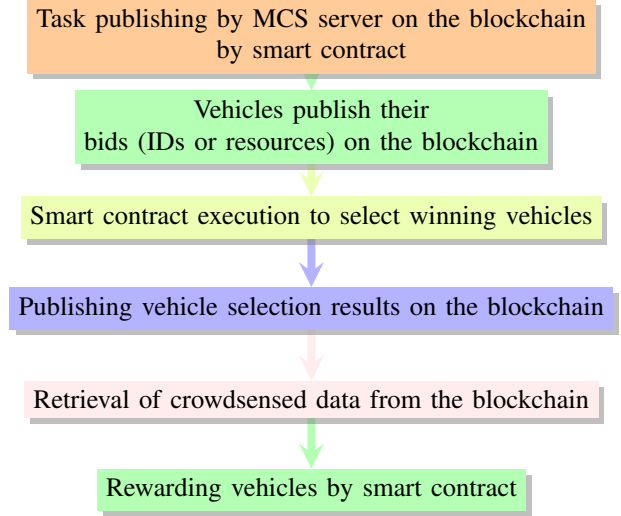 Task publishing by MCS server on the blockchain
by smart contract
Vehicles publish their
bids (IDs or resources) on the blockchain
Smart contract execution to select winning vehicles
Publishing vehicle selection results on the blockchain
Retrieval of crowdsensed data from the blockchain
Rewarding vehicles by smart contract